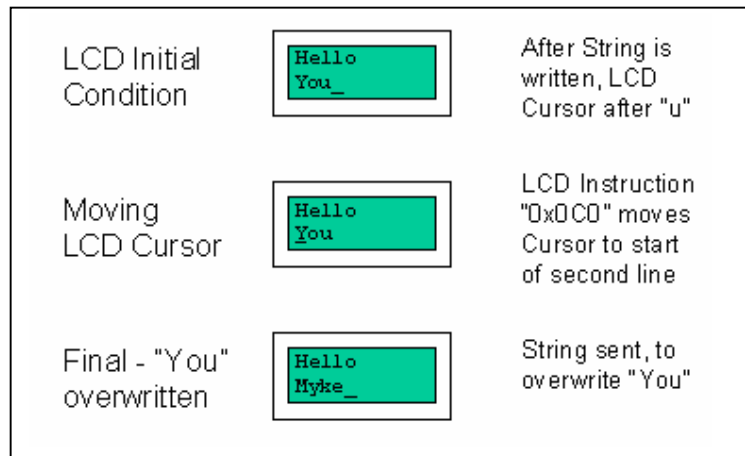 LCD Initial
Condition
Hello
You_
After String is
written, LCD
Cursor after "u"
Moving
LCD Cursor
Hello
You
LCD Instruction
"0x0C0" moves
Cursor to start
of second line
Final - "You"
overwritten
Hello
Myke_
String sent, to
overwrite "You"